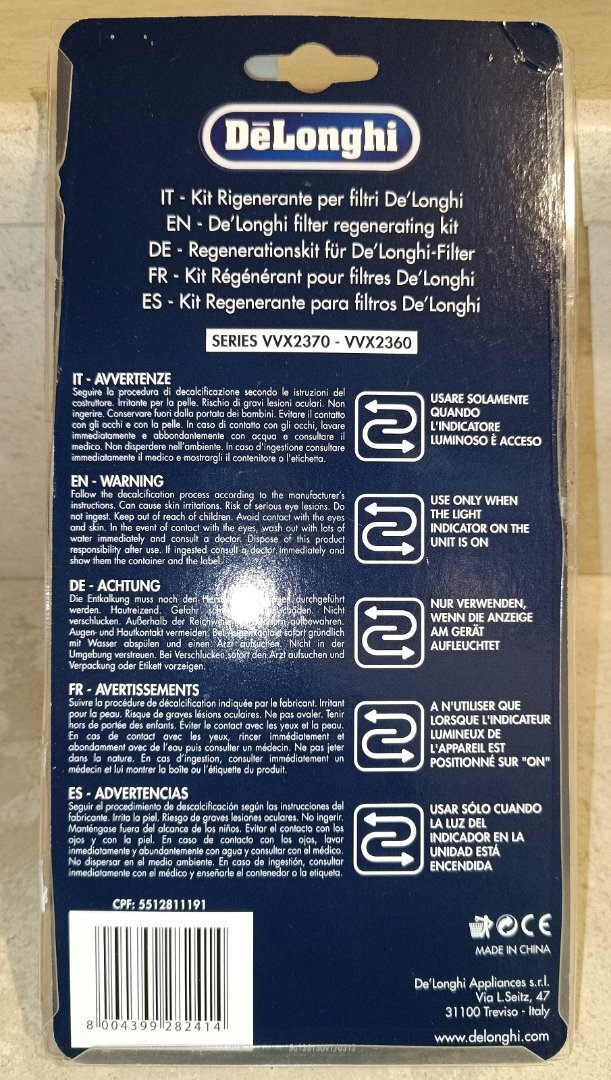 DeLonghi
IT - Kit Rigenerante per filtri De'Longhi
EN - De'Longhi filter regenerating kit
DE - Regenerationskit für De'Longhi-Filter
FR - Kit Régénérant pour filtres De'Longhi
ES - Kit Regenerante para filtros De'Longhi
SERIES VVX2370 - VVX2360
IT - AVVERTENZE
Seguire la procedura di decalcificazione secondo le istruzioni del
costruttore. Irritante per la pelle. Rischio di gravi lesioni oculari. Non
ingerire. Conservare fuori dalla portata dei bambini. Evitare il contatto
con gli occhi e con la pelle. In caso di contatto con gli occhi, lavare
immediatamente e abbondantemente con acqua e consultare il
medico. Non disperdere nell'ambiente. In caso d'ingestione consultare
immediatamente il medico e mostrargli il contenitore o l'etichetta.
USARE SOLAMENTE
QUANDO
L'INDICATORE
LUMINOSO È ACCESO
EN - WARNING
Follow the decalcification process according to the manufacturer's
instructions. Can cause skin irritations. Risk of serious eye lesions. Do
not ingest. Keep out of reach of children. Avoid contact with the eyes
and skin. In the event of contact with the eyes, wash out with lots of
water immediately and consult a doctor. Dispose of this product
responsibility after use. If ingested consult a doctor immediately and
show them the container and the label.
USE ONLY WHEN
THE LIGHT
INDICATOR ON THE
UNIT IS ON
DE - ACHTUNG
Die Entkalkung muss nach den durchgeführt
werden. Hautreizend. Gefahr Nicht
verschlucken. Außerhalb der aufbewahren.
Augen- und Hautkontakt vermeiden. Bei Augenkontakt sofort gründlich
mit Wasser abspülen und einen Arzt aufsuchen. Nicht in der
Umgebung verstreuen. Bei Verschlucken sofort den Arzt aufsuchen und
Verpackung oder Etikett vorzeigen.
NUR VERWENDEN,
WENN DIE ANZEIGE
AM GERÄT
AUFLEUCHTET
FR - AVERTISSEMENTS
Suivre la procédure de décalcification indiquée par le fabricant. Irritant
pour la peau. Risque de graves lésions oculaires. Ne pas avaler. Tenir
hors de portée des enfants. Eviter le contact avec les yeux et la peau.
En cas de contact avec les yeux, rincer immédiatement et
abondamment avec de l'eau puis consulter un médecin. Ne pas jeter
dans la nature. En cas d'ingestion, consulter immédiatement un
médecin et lui montrer la boîte ou l'étiquette du produit.
A N'UTILISER QUE
LORSQUE L'INDICATEUR
LUMINEUX DE
L'APPAREIL EST
POSITIONNÉ SUR "ON"
ES - ADVERTENCIAS
Seguir el procedimiento de descalcificación según las instrucciones del
fabricante. Irrita la piel. Riesgo de graves lesiones oculares. No ingerir.
Manténgase fuera del alcance de los niños. Evitar el contacto con los
ojos y con la piel. En caso de contacto con los ojos, lavar
inmediatamente y abundantemente con agua y consultar con el médico.
No dispersar en el medio ambiente. En caso de ingestión, consultar
inmediatamente con el médico y enseñarle el contenedor o la etiqueta.
USAR SÓLO CUANDO
LA LUZ DEL
INDICADOR EN LA
UNIDAD ESTÁ
ENCENDIDA
CPF: 5512811191
8 004399 282414
CE
MADE IN CHINA
De'Longhi Appliances s.r.l.
Via L.Seitz, 47
31100 Treviso - Italy
www.delonghi.com